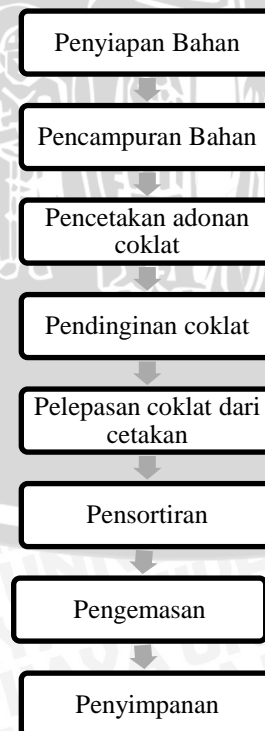 Penyiapan Bahan
Pencampuran Bahan
Pencetakan adonan
coklat
Pendinginan coklat
Pelepasan coklat dari
cetakan
Pensortiran
Pengemasan
Penyimpanan